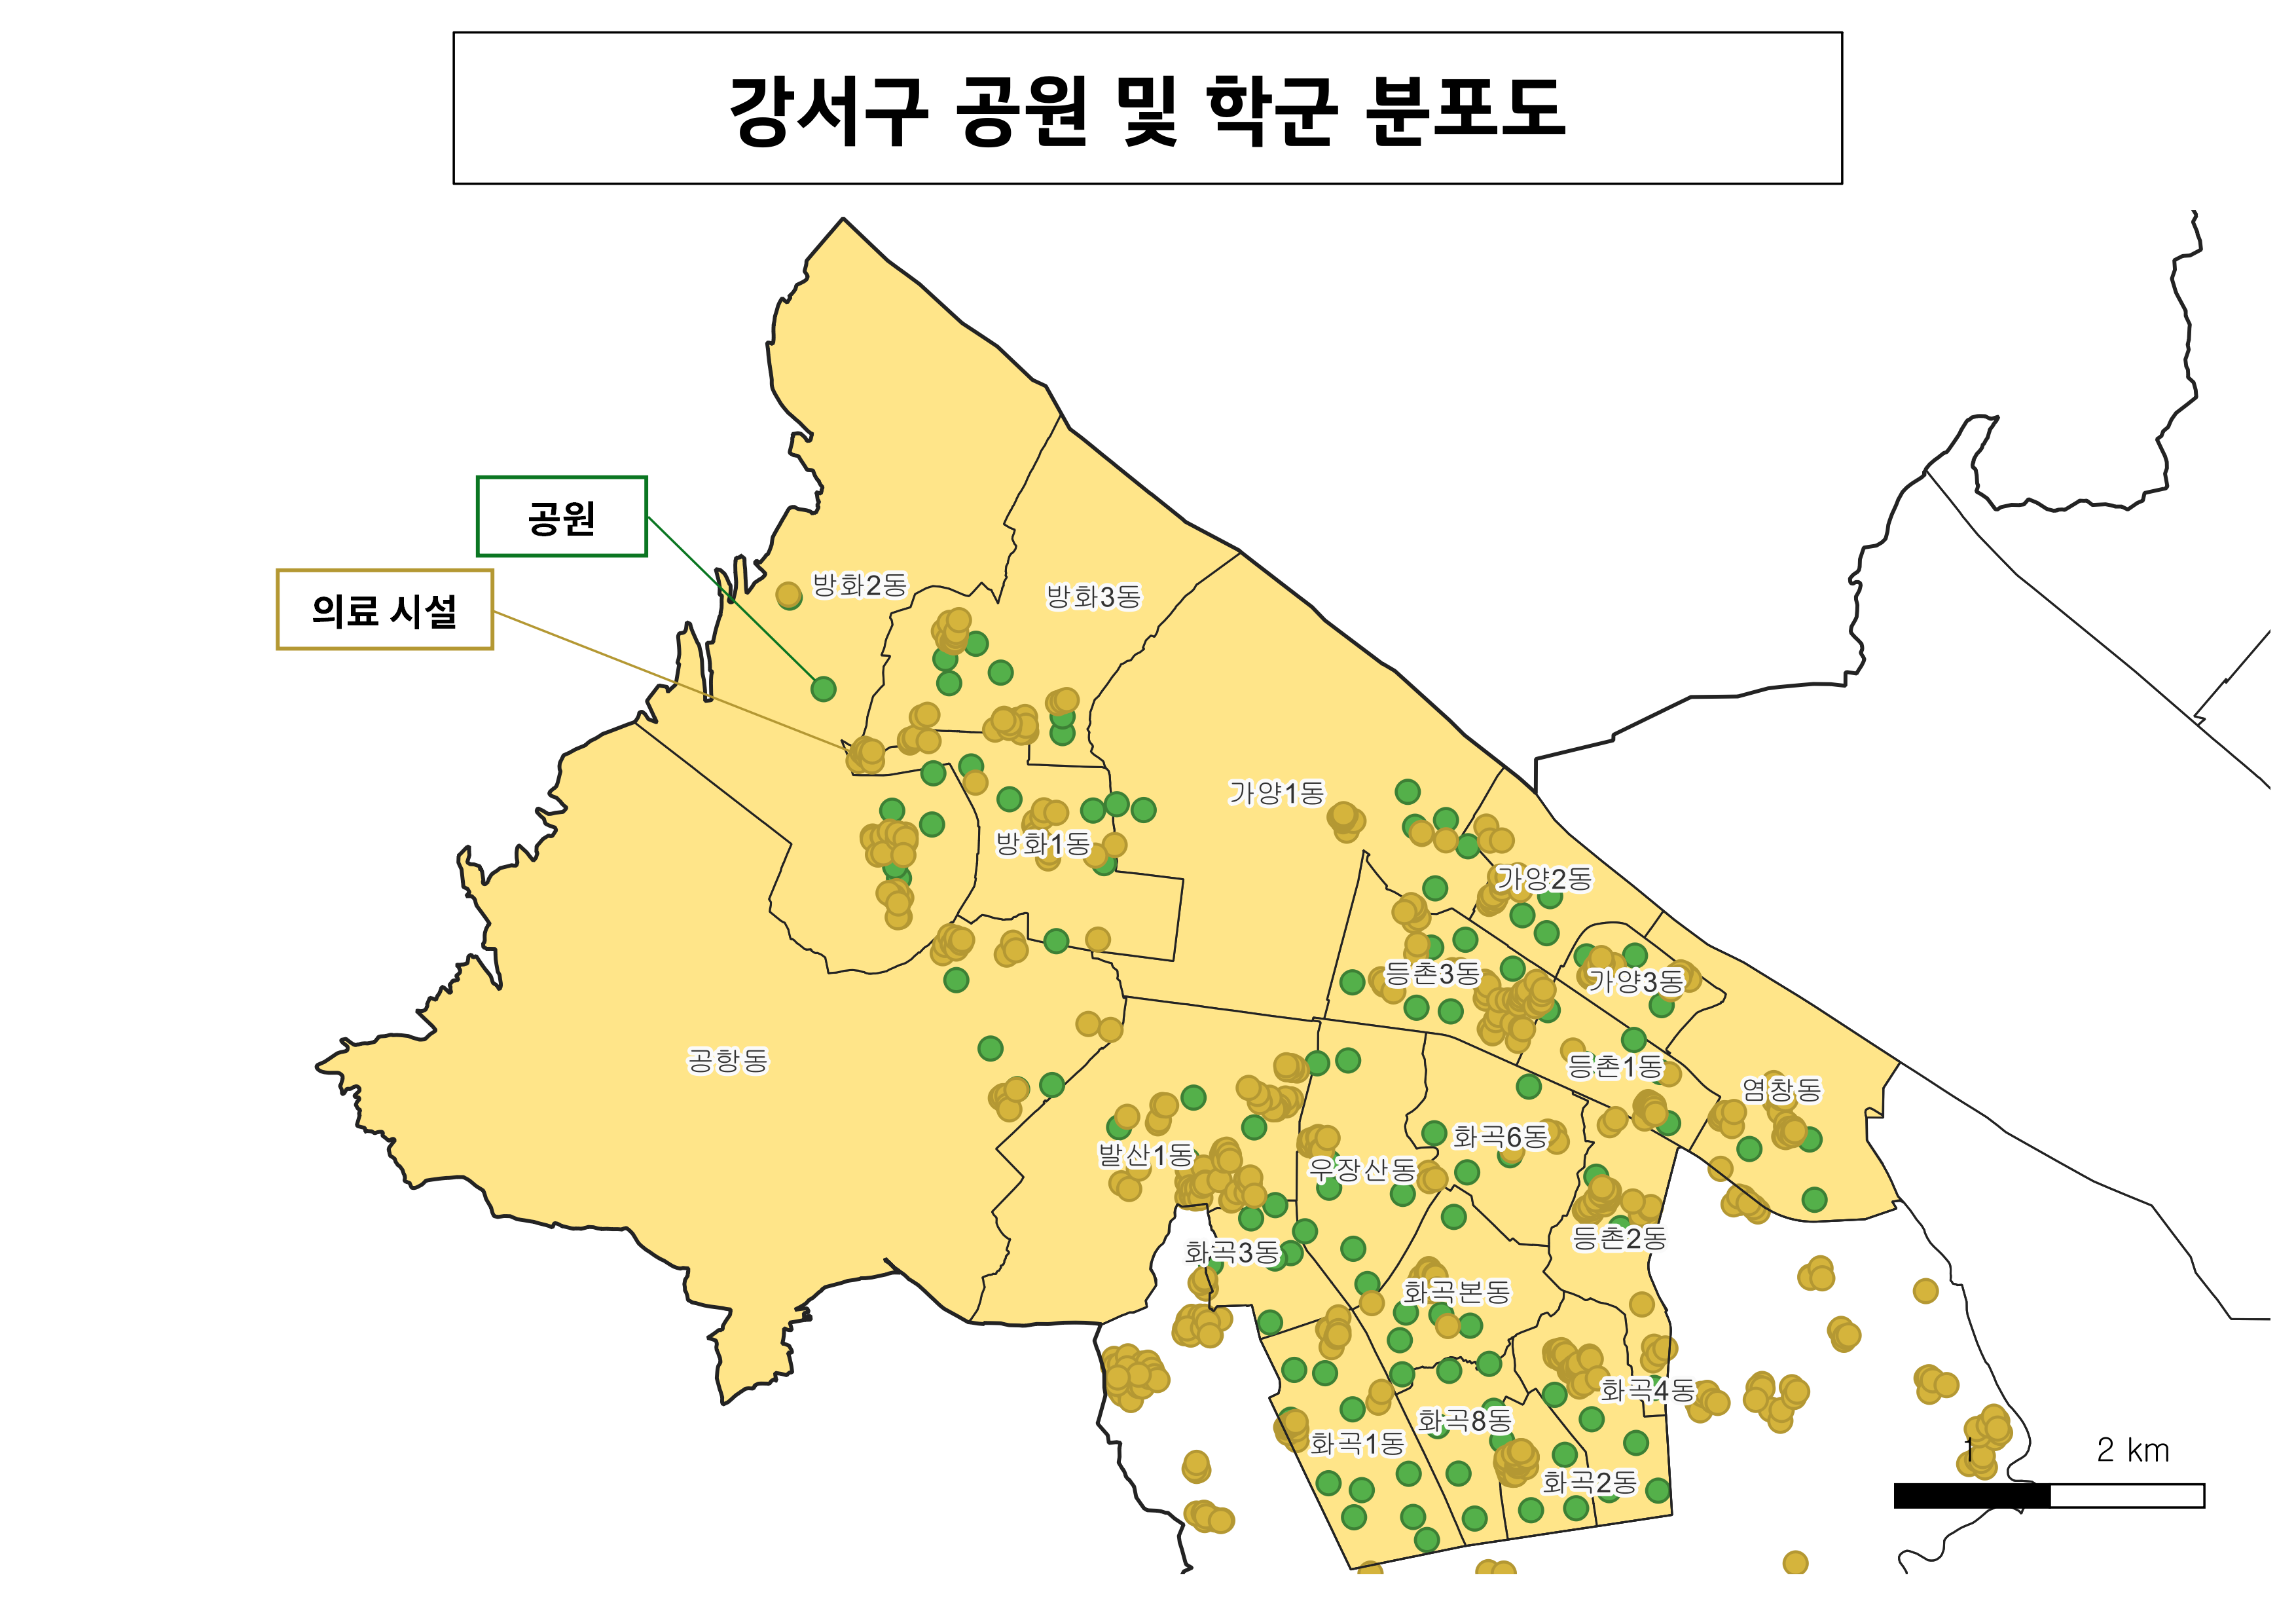 강서구 공원 및 학군 분포도
공원
의료 시설
방화2동
방화3동
가양1동
방화1동
가양2동
등촌3동
가양3동
공항동
등촌1동
염창동
발산1동
화곡6동
우장산동
화곡3동
등촌2동
화곡본동
화곡4동
화곡8동
화곡1동
화곡2동
1 2 km